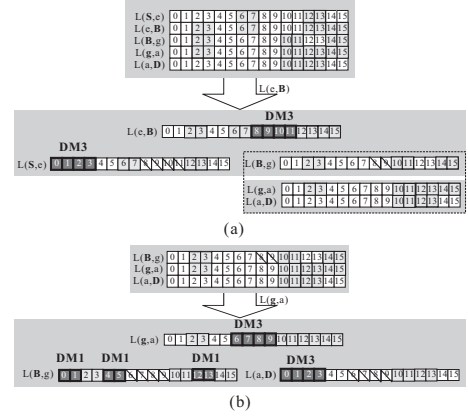 L(S,e) 0 1 2 3 4 5 6 7 8 9 10 11 12 13 14 15
L(e,B) 0 1 2 3 4 5 6 7 8 9 10 11 12 13 14 15
L(B,g) 0 1 2 3 4 5 6 7 8 9 10 11 12 13 14 15
L(g,a) 0 1 2 3 4 5 6 7 8 9 10 11 12 13 14 15
L(a,D) 0 1 2 3 4 5 6 7 8 9 10 11 12 13 14 15
L(e,B)
DM3
L(e,B) 0 1 2 3 4 5 6 7 8 9 10 11 12 13 14 15
DM3
L(S,e) 0 1 2 3 4 5 6 7 8 9 10 11 12 13 14 15
L(B,g) 0 1 2 3 4 5 6 7 8 9 10 11 12 13 14 15
L(g,a) 0 1 2 3 4 5 6 7 8 9 10 11 12 13 14 15
L(a,D) 0 1 2 3 4 5 6 7 8 9 10 11 12 13 14 15
(a)
L(B,g) 0 1 2 3 4 5 6 7 8 9 10 11 12 13 14 15
L(g,a) 0 1 2 3 4 5 6 7 8 9 10 11 12 13 14 15
L(a,D) 0 1 2 3 4 5 6 7 8 9 10 11 12 13 14 15
L(g,a)
DM3
L(g,a) 0 1 2 3 4 5 6 7 8 9 10 11 12 13 14 15
DM1 DM1 DM1 DM3
L(B,g) 0 1 2 3 4 5 6 7 8 9 10 11 12 13 14 15 L(a,D) 0 1 2 3 4 5 6 7 8 9 10 11 12 13 14 15
(b)